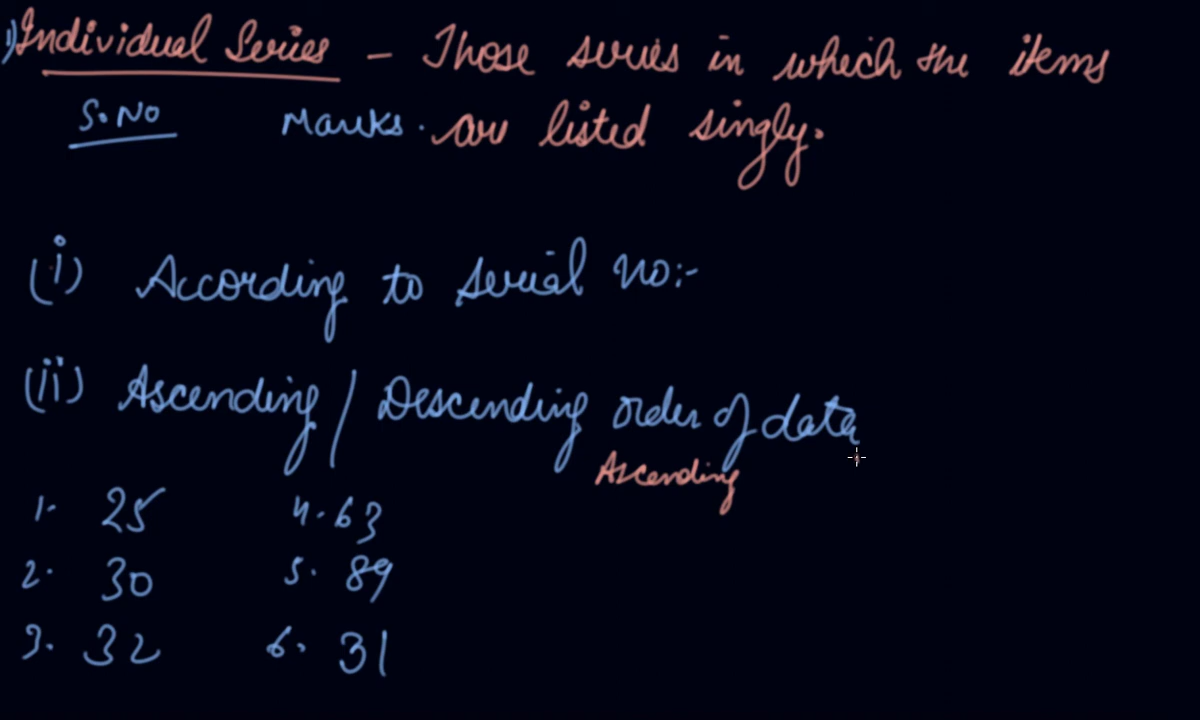 1) Individual Series – Those series in which the items
S.No Marks. are listed singly.
(i) According to serial no:-
(ii) Ascending / Descending order of data
Ascending
1. 25 4. 63
2. 30 5. 89
3. 32 6. 31